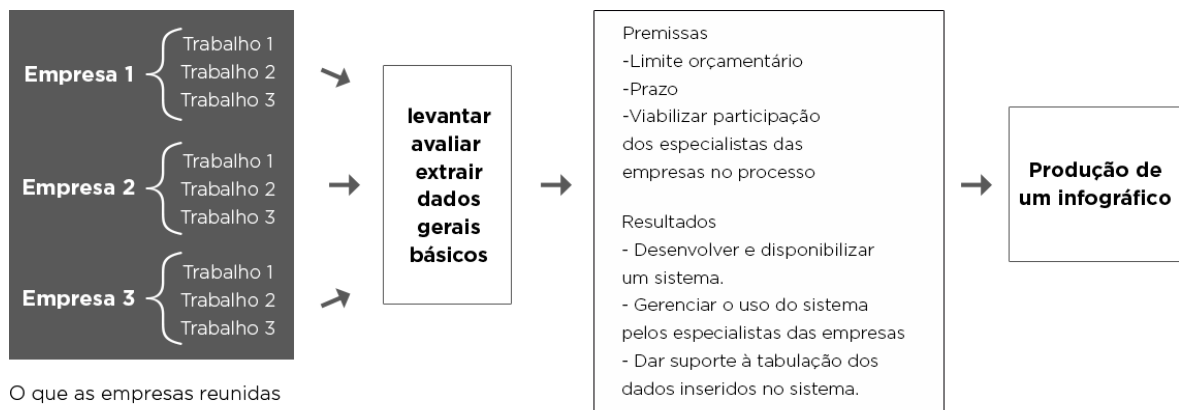 Empresa 1
Trabalho 1
Trabalho 2
Trabalho 3
Empresa 2
Trabalho 1
Trabalho 2
Trabalho 3
Empresa 3
Trabalho 1
Trabalho 2
Trabalho 3
O que as empresas reunidas
levantar
avaliar
extrair
dados
gerais
básicos
Premissas
-Limite orçamentário
-Prazo
-Viabilizar participação
dos especialistas das
empresas no processo
Resultados
- Desenvolver e disponibilizar
um sistema.
- Gerenciar o uso do sistema
pelos especialistas das empresas
- Dar suporte à tabulação dos
dados inseridos no sistema.
Produção de
um infográfico